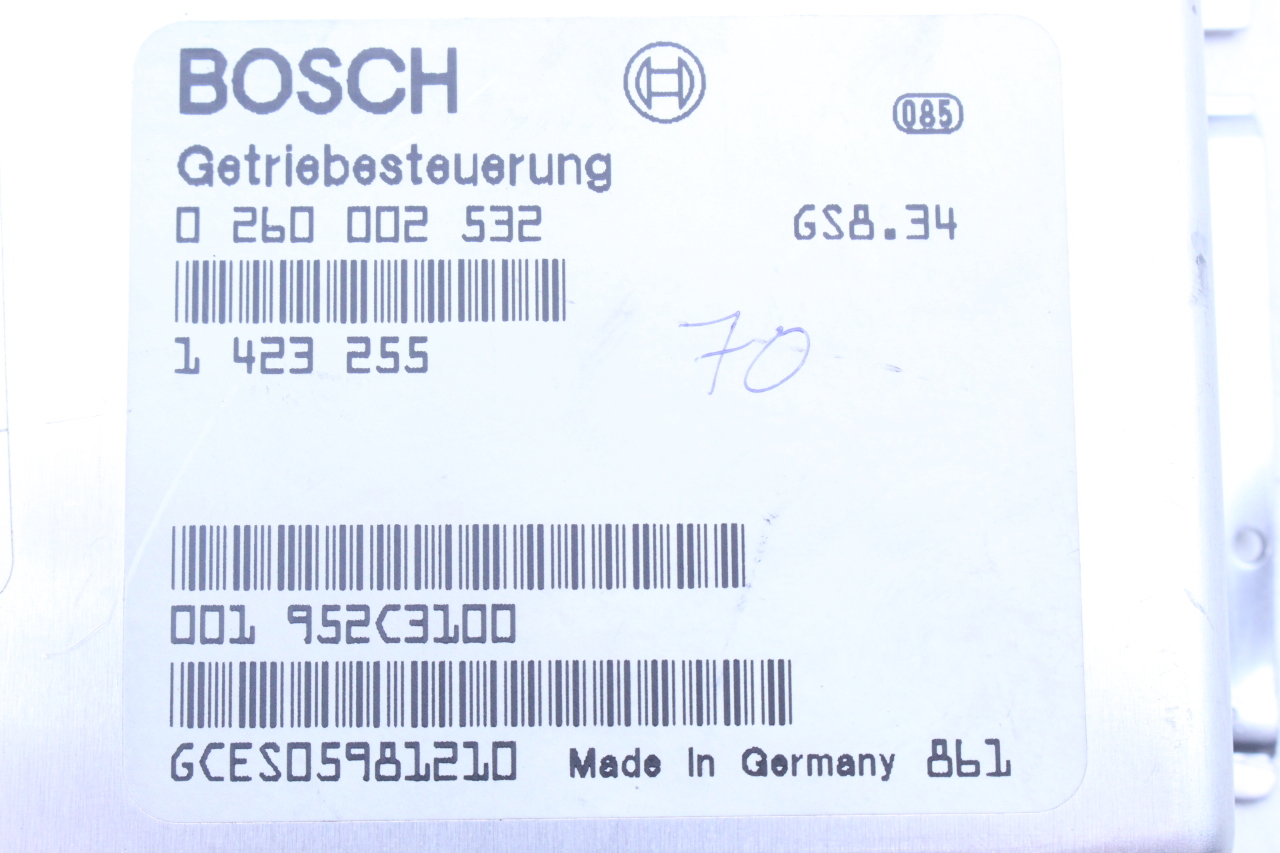 BOSCH
085
Getriebesteuerung
0 260 002 532 GS8.34
1 423 255
70
001 952C3100
GCES05981210 Made in Germany 861